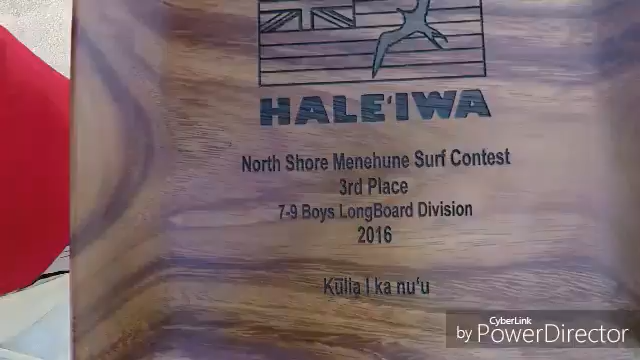 HALEʻIWA
North Shore Menehune Surf Contest
3rd Place
7-9 Boys LongBoard Division
2016
Kūlia I ka nuʻu
CyberLink
by PowerDirector